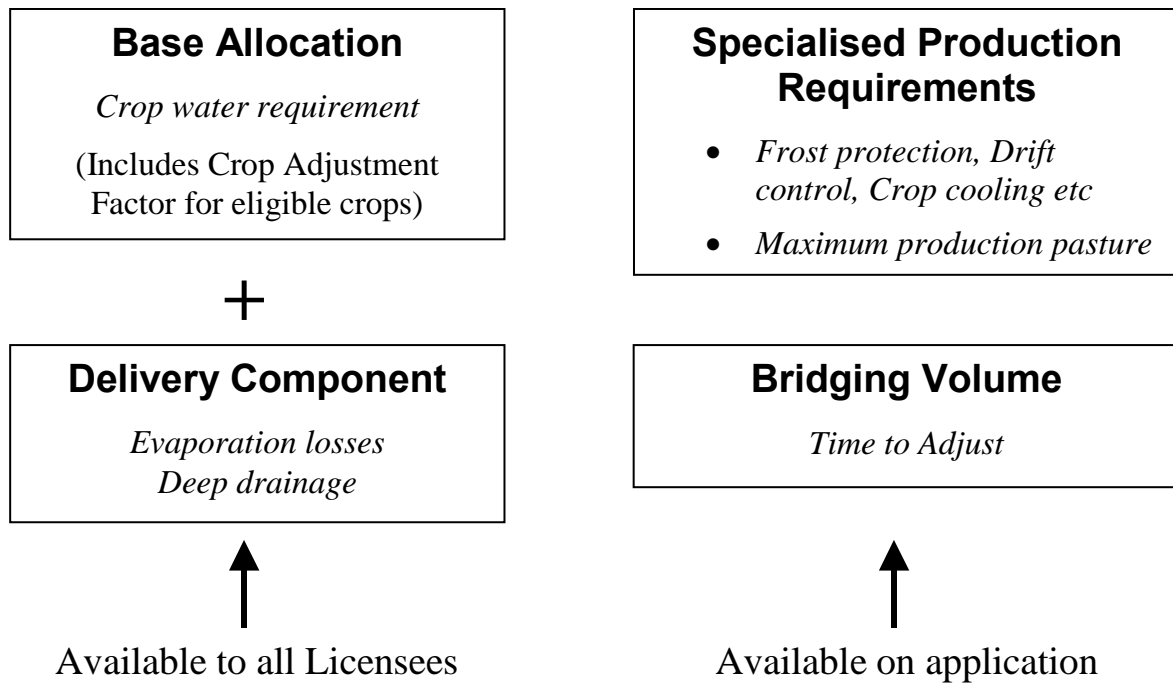 Base Allocation
Crop water requirement
(Includes Crop Adjustment
Factor for eligible crops)
+
Delivery Component
Evaporation losses
Deep drainage
Available to all Licensees
Specialised Production
Requirements
• Frost protection, Drift
control, Crop cooling etc
• Maximum production pasture
Bridging Volume
Time to Adjust
Available on application